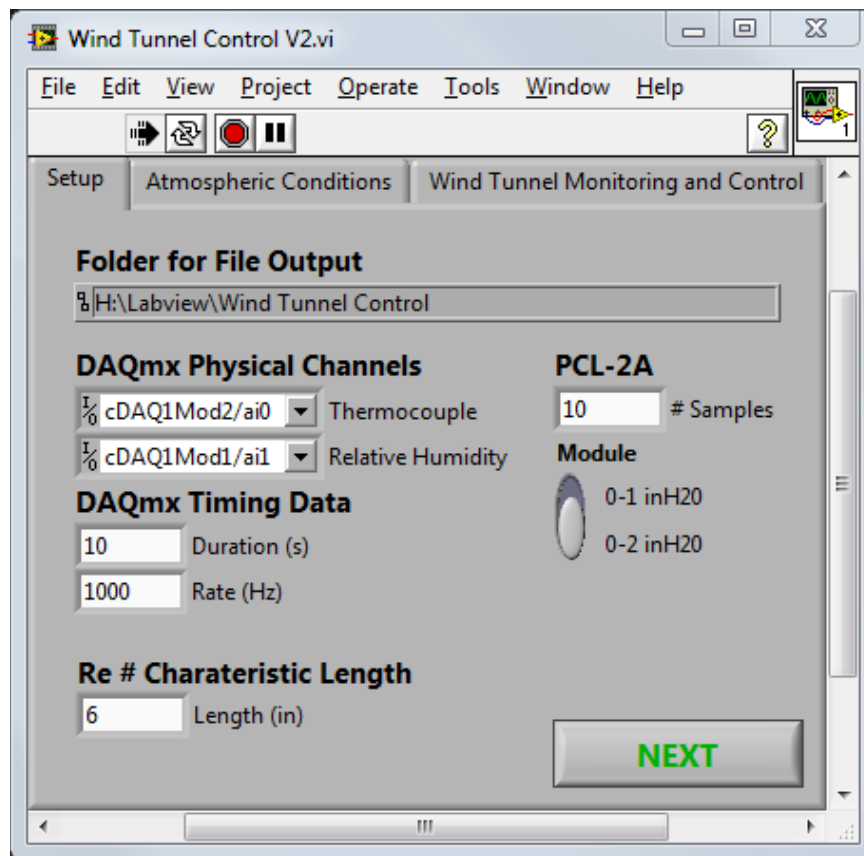 Wind Tunnel Control V2.vi
File Edit View Project Operate Tools Window Help
1
Setup Atmospheric Conditions Wind Tunnel Monitoring and Control
Folder for File Output
H:\Labview\Wind Tunnel Control
DAQmx Physical Channels PCL-2A
I/O cDAQ1Mod2/ai0 Thermocouple 10 # Samples
I/O cDAQ1Mod1/ai1 Relative Humidity Module
0-1 inH20
DAQmx Timing Data
10 Duration (s) 0-2 inH20
1000 Rate (Hz)
Re # Charateristic Length
6 Length (in)
NEXT